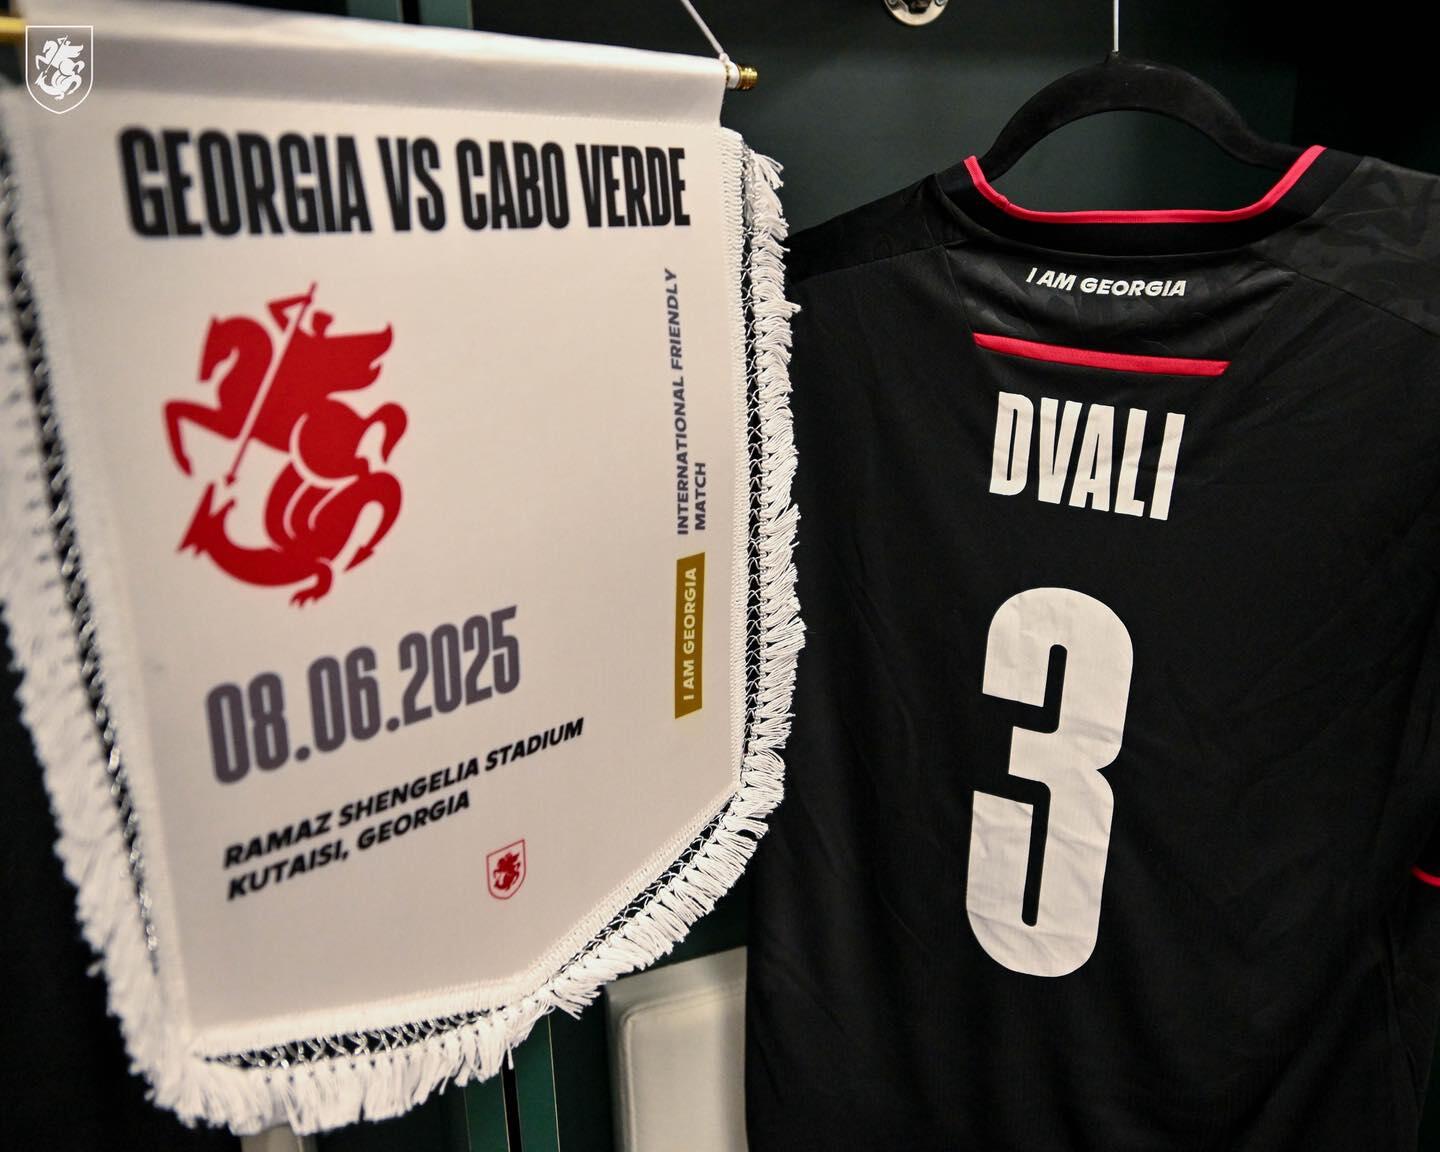 GEORGIA VS CABO VERDE
INTERNATIONAL FRIENDLY
MATCH
I AM GEORGIA
08.06.2025
RAMAZ SHENGELIA STADIUM
KUTAISI, GEORGIA
I AM GEORGIA
DVALI
3